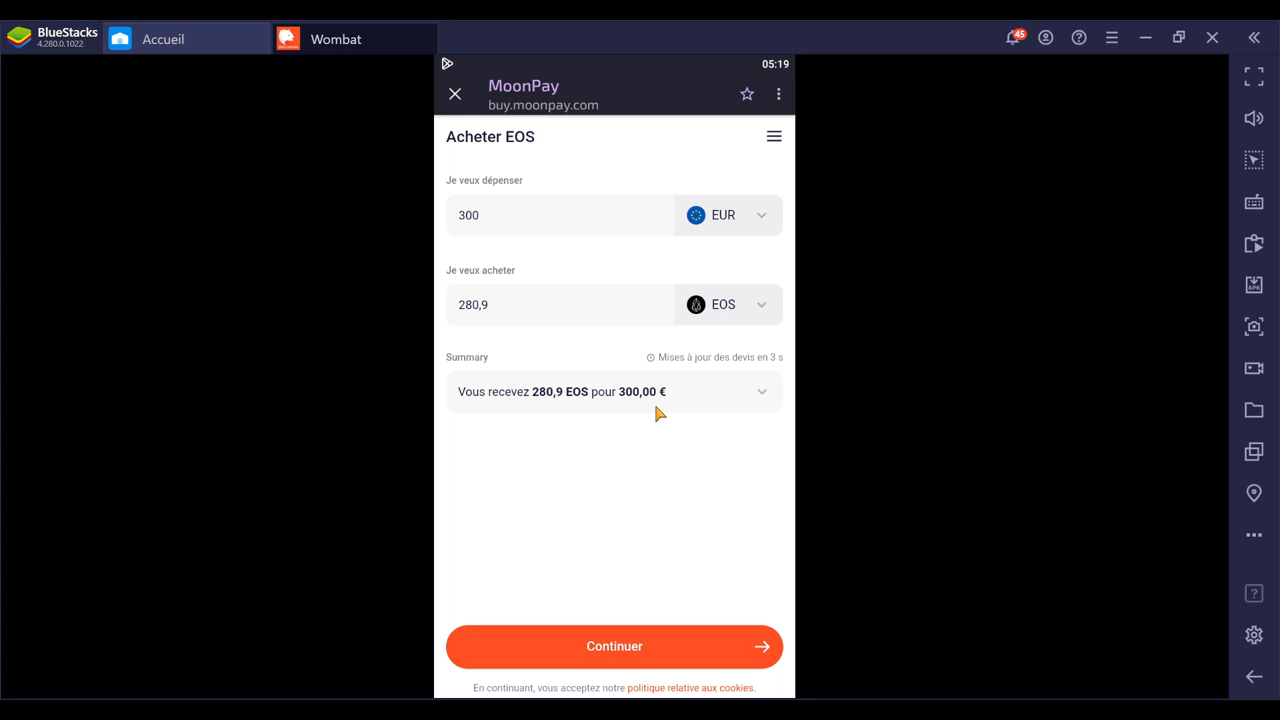 BlueStacks
4.280.0.1022
Accueil
Wombat
45
05:19
MoonPay
buy.moonpay.com
Acheter EOS
Je veux dépenser
300
EUR
Je veux acheter
280,9
EOS
Summary
Mises à jour des devis en 3 s
Vous recevez 280,9 EOS pour 300,00 €
Continuer
En continuant, vous acceptez notre politique relative aux cookies.
APK